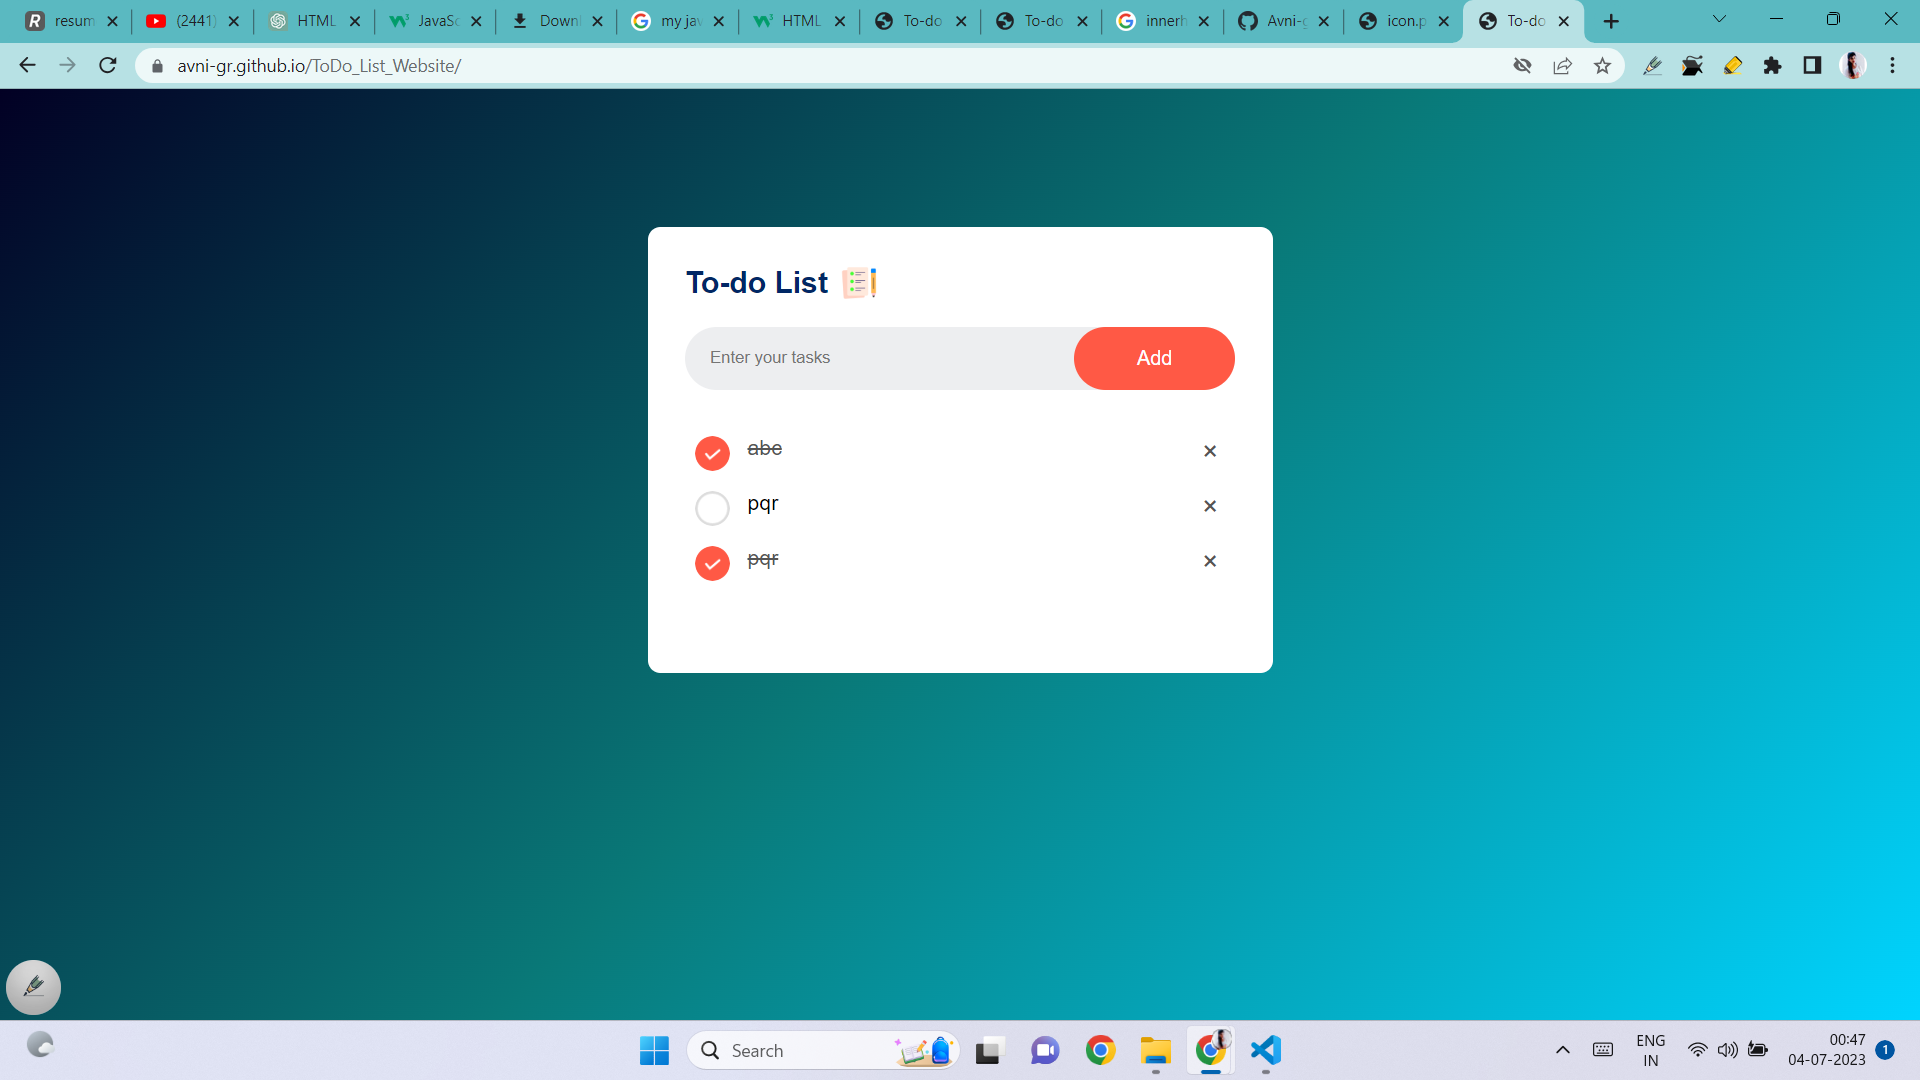 resum
(2441)
HTML
JavaSc
Downl
my jav
HTML
To-do
To-do
innerh
Avni-g
icon.p
To-do
avni-gr.github.io/ToDo_List_Website/
To-do List
Enter your tasks
Add
abc
pqr
pqr
Search
ENG
IN
00:47
04-07-2023
1